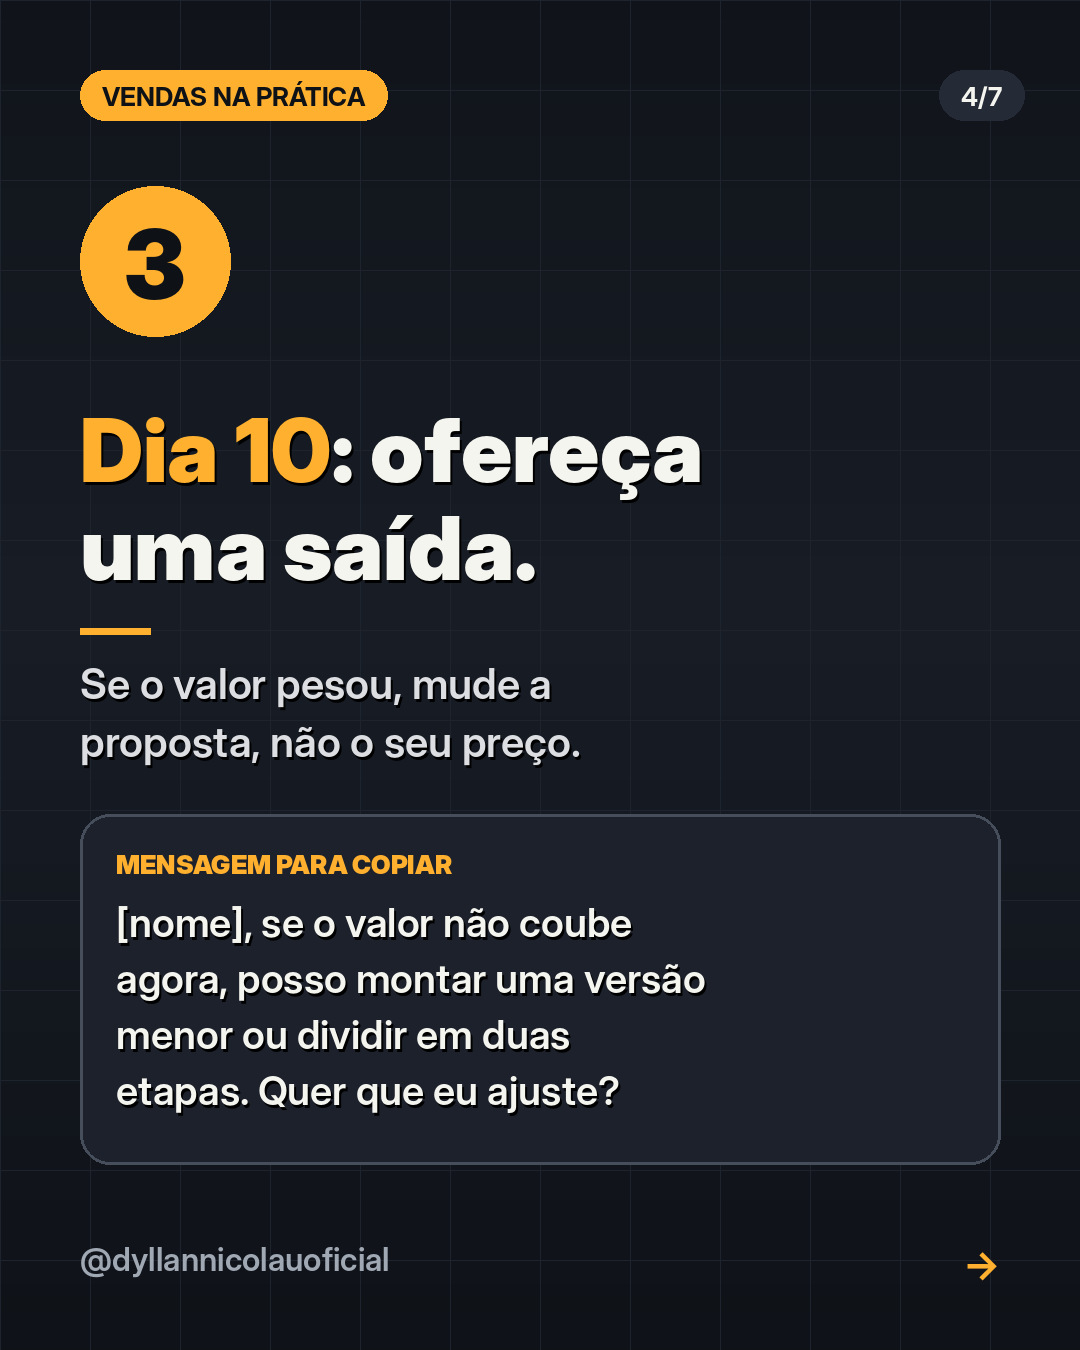 VENDAS NA PRÁTICA
4/7
3
Dia 10: ofereça
uma saída.
Se o valor pesou, mude a
proposta, não o seu preço.
MENSAGEM PARA COPIAR
[nome], se o valor não coube
agora, posso montar uma versão
menor ou dividir em duas
etapas. Quer que eu ajuste?
@dyllannicolauoficial
→